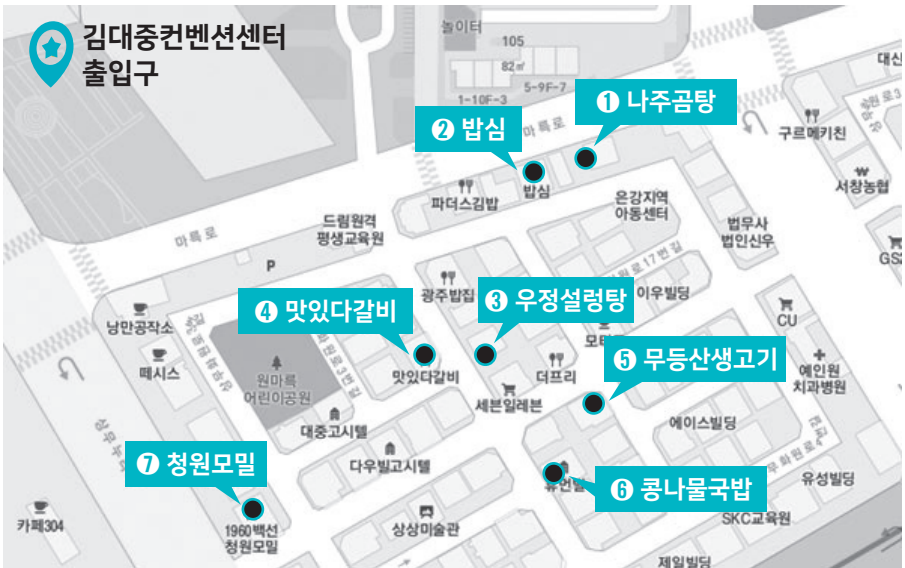 김대중컨벤션센터
출입구
놀이터
105
82㎡
1-10F-3
5-9F-7
대신
❶ 나주곰탕
❷ 밥심
마륵로
구르메키친
서창농협
밥심
파더스김밥
은강지역
아동센터
드림원격
평생교육원
마륵로
법무사
법인신우
GS2
P
화원로17번길
❹ 맛있다갈비
광주밥집
❸ 우정설렁탕
이우빌딩
CU
낭만공작소
떼시스
원마륵
어린이공원
맛있다갈비
더프리
세븐일레븐
❺ 무등산생고기
예인원
치과병원
대중고시텔
에이스빌딩
❼ 청원모밀
다우빌고시텔
❻ 콩나물국밥
유성빌딩
카페304
1960백선
청원모밀
상상미술관
SKC교육원
제일빌딩